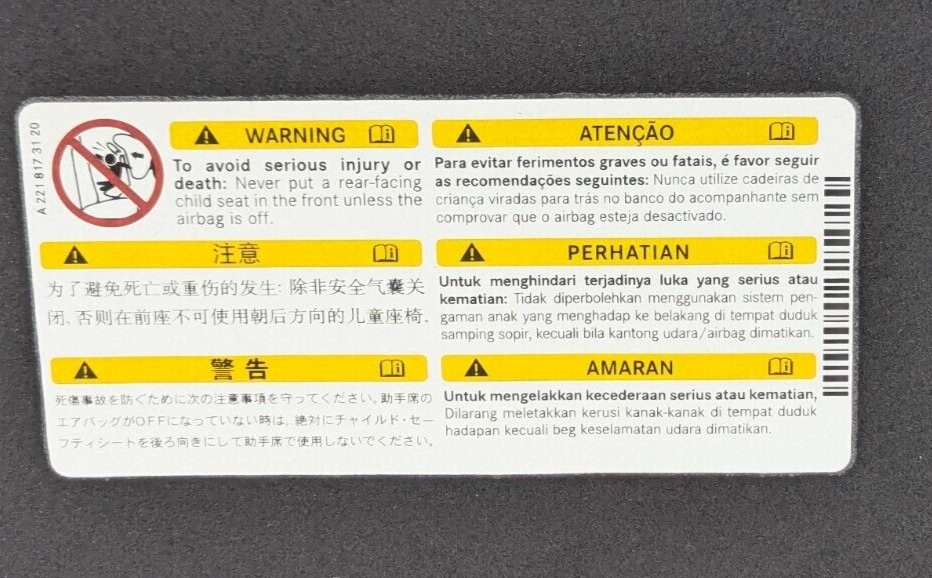 A 221 817 31 20
WARNING
To avoid serious injury or
death: Never put a rear-facing
child seat in the front unless the
airbag is off.
ATENÇÃO
Para evitar ferimentos graves ou fatais, é favor seguir
as recomendações seguintes: Nunca utilize cadeiras de
criança viradas para trás no banco do acompanhante sem
comprovar que o airbag esteja desactivado.
注意
为了避免死亡或重伤的发生: 除非安全气囊关
闭, 否则在前座不可使用朝后方向的儿童座椅.
PERHATIAN
Untuk menghindari terjadinya luka yang serius atau
kematian: Tidak diperbolehkan menggunakan sistem pen-
gaman anak yang menghadap ke belakang di tempat duduk
samping sopir, kecuali bila kantong udara/airbag dimatikan.
警告
死傷事故を防ぐために次の注意事項を守ってください。助手席の
エアバッグがOFFになっていない時は、絶対にチャイルド・セー
フティシートを後ろ向きにして助手席で使用しないでください。
AMARAN
Untuk mengelakkan kecederaan serius atau kematian,
Dilarang meletakkan kerusi kanak-kanak di tempat duduk
hadapan kecuali beg keselamatan udara dimatikan.